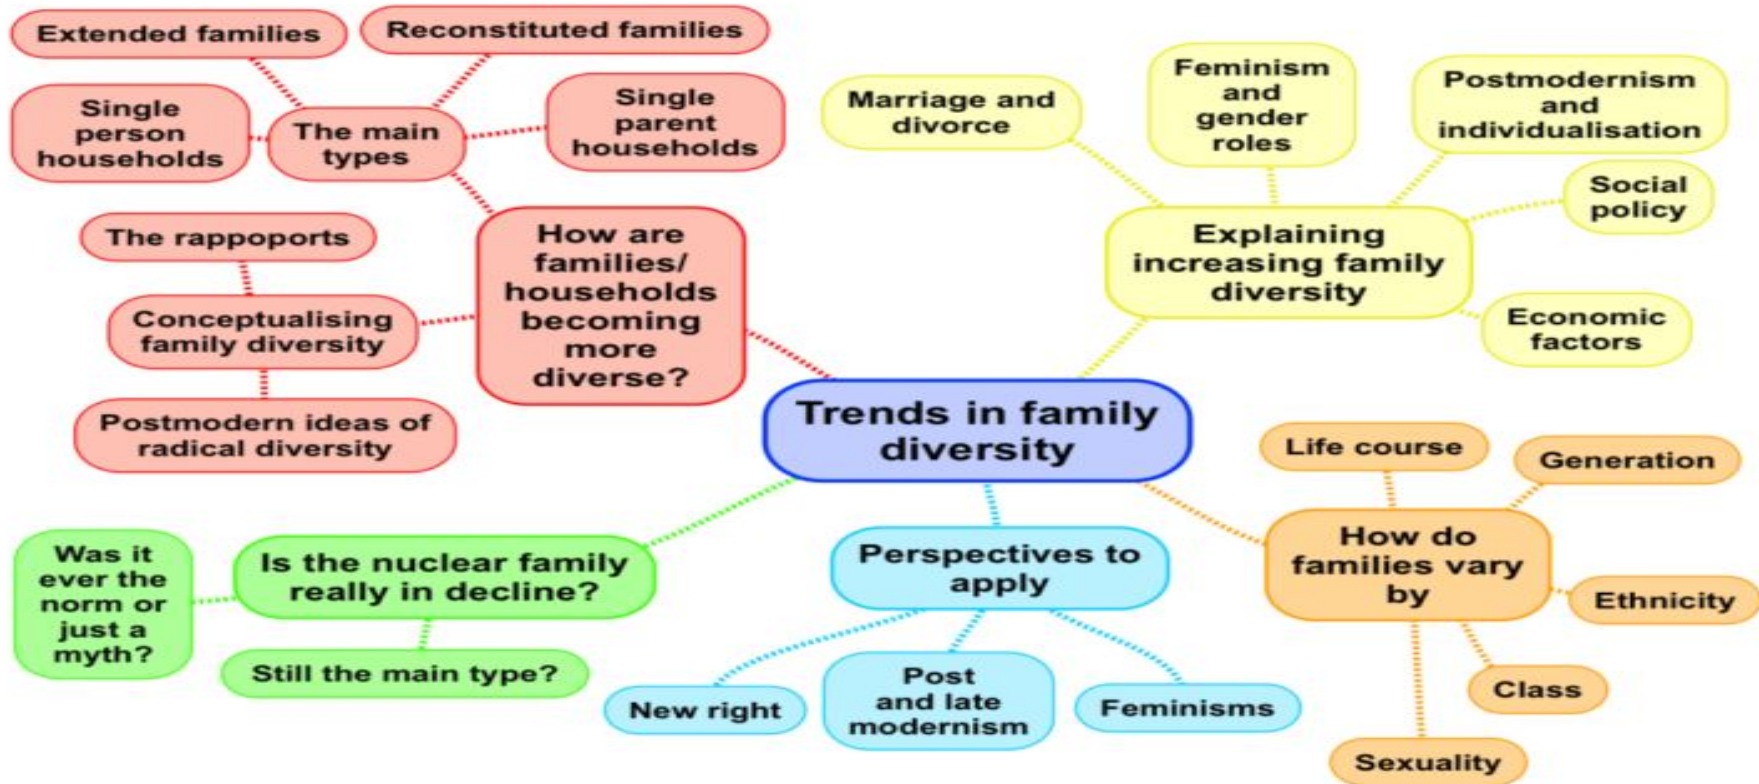 Extended families
Reconstituted families
Single
person
households
The main
types
Single
parent
households
The rappoports
Conceptualising
family diversity
Postmodern ideas of
radical diversity
How are
families/
households
becoming
more
diverse?
Marriage and
divorce
Feminism
and
gender
roles
Postmodernism
and
individualisation
Social
policy
Explaining
increasing family
diversity
Economic
factors
Trends in family
diversity
Life course
Generation
How do
families vary
by
Ethnicity
Class
Sexuality
Was it
ever the
norm or
just a
myth?
Is the nuclear family
really in decline?
Still the main type?
Perspectives to
apply
New right
Post
and late
modernism
Feminisms